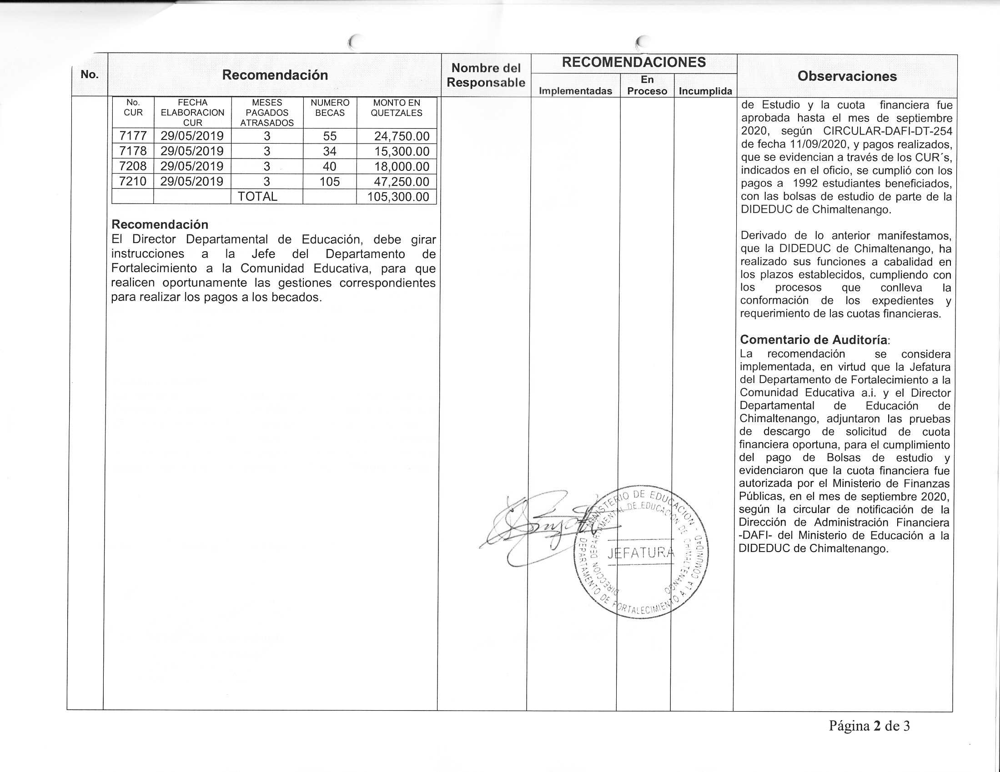 No.
Recomendación
Nombre del
Responsable
RECOMENDACIONES
Implementadas
En
Proceso
Incumplida
Observaciones
No. CUR | FECHA ELABORACION CUR | MESES PAGADOS ATRASADOS | NUMERO BECAS | MONTO EN QUETZALES
7177 29/05/2019 3 55 24,750.00
7178 29/05/2019 3 34 15,300.00
7208 29/05/2019 3 40 18,000.00
7210 29/05/2019 3 105 47,250.00
TOTAL 105,300.00
Recomendación
El Director Departamental de Educación, debe girar
instrucciones a la Jefe del Departamento de
Fortalecimiento a la Comunidad Educativa, para que
realicen oportunamente las gestiones correspondientes
para realizar los pagos a los becados.
de Estudio y la cuota financiera fue
aprobada hasta el mes de septiembre
2020, según CIRCULAR-DAFI-DT-254
de fecha 11/09/2020, y pagos realizados,
que se evidencian a través de los CUR´s,
indicados en el oficio, se cumplió con los
pagos a 1992 estudiantes beneficiados,
con las bolsas de estudio de parte de la
DIDEDUC de Chimaltenango.
Derivado de lo anterior manifestamos,
que la DIDEDUC de Chimaltenango, ha
realizado sus funciones a cabalidad en
los plazos establecidos, cumpliendo con
los procesos que conlleva la
conformación de los expedientes y
requerimiento de las cuotas financieras.
Comentario de Auditoría:
La recomendación se considera
implementada, en virtud que la Jefatura
del Departamento de Fortalecimiento a la
Comunidad Educativa a.i. y el Director
Departamental de Educación de
Chimaltenango, adjuntaron las pruebas
de descargo de solicitud de cuota
financiera oportuna, para el cumplimiento
del pago de Bolsas de estudio y
evidenciaron que la cuota financiera fue
autorizada por el Ministerio de Finanzas
Públicas, en el mes de septiembre 2020,
según la circular de notificación de la
Dirección de Administración Financiera
-DAFI- del Ministerio de Educación a la
DIDEDUC de Chimaltenango.
MINISTERIO DE EDUCACION -
DEPARTAMENTO DE FORTALECIMIENTO A LA COMUNIDAD
DIRECCION DEPARTAMENTAL DE EDUCACION DE CHIMALTENANGO
JEFATURA
Página 2 de 3